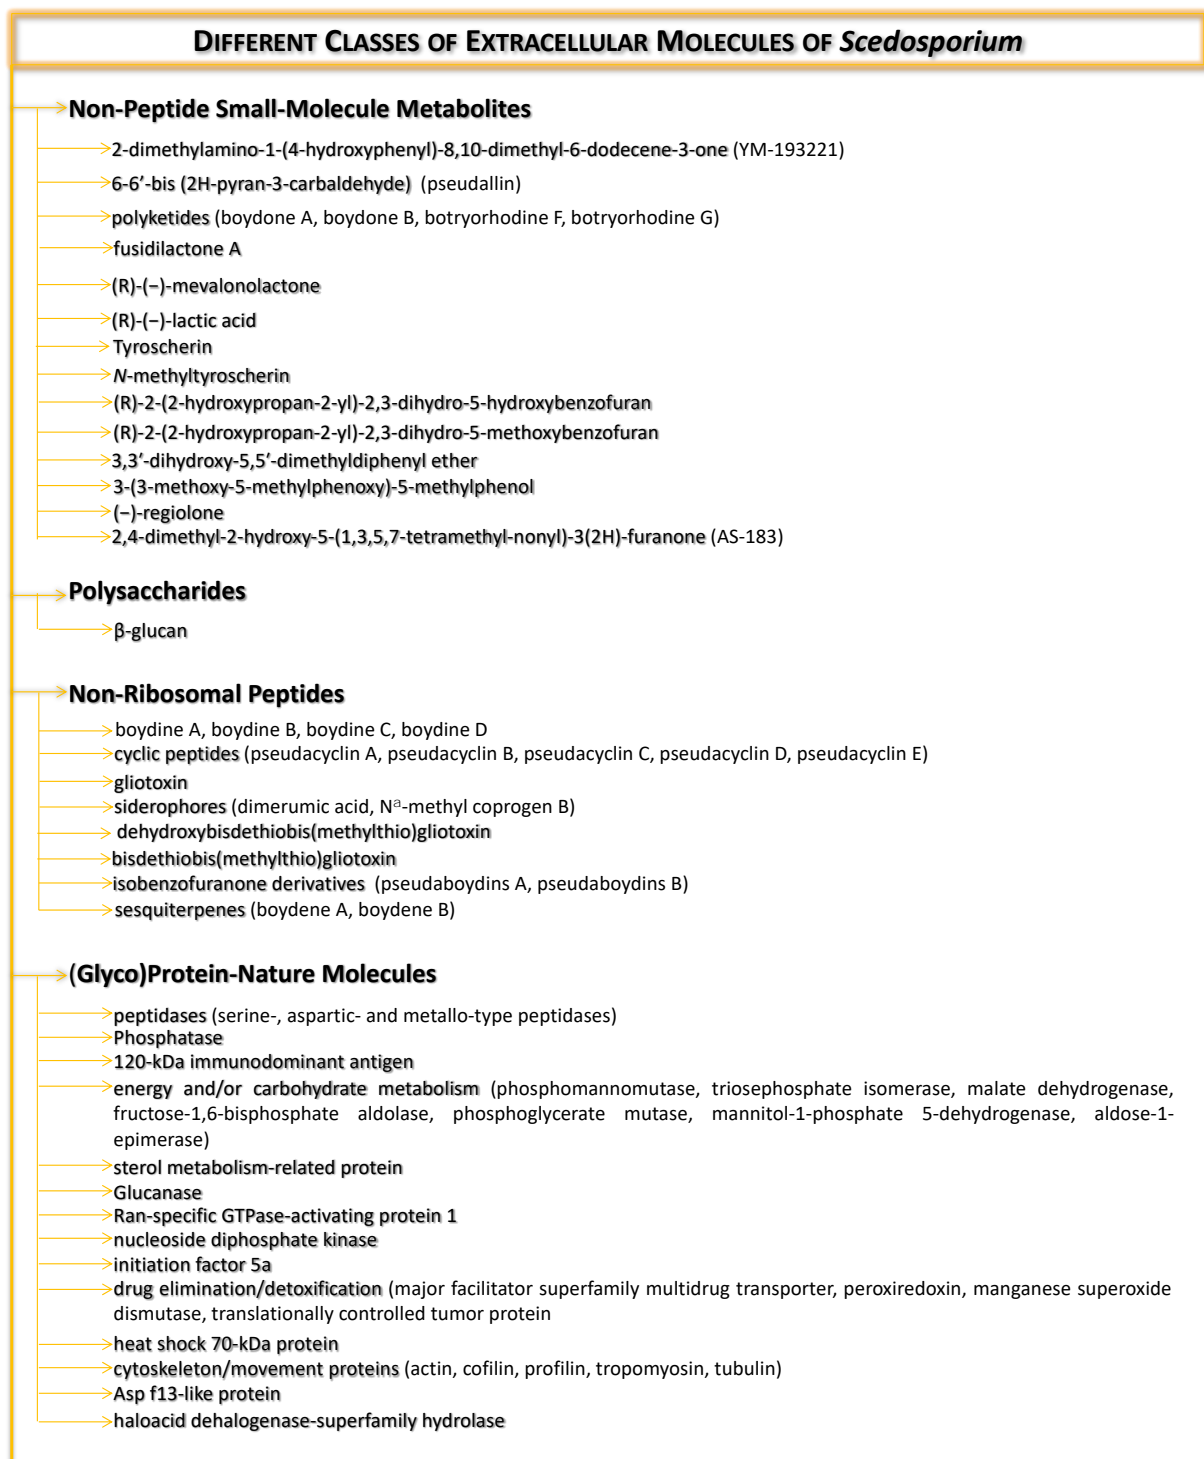 DIFFERENT CLASSES OF EXTRACELLULAR MOLECULES OF Scedosporium
Non-Peptide Small-Molecule Metabolites
2-dimethylamino-1-(4-hydroxyphenyl)-8,10-dimethyl-6-dodecene-3-one (YM-193221)
6-6’-bis (2H-pyran-3-carbaldehyde) (pseudallin)
polyketides (boydone A, boydone B, botryorhodine F, botryorhodine G)
fusidilactone A
(R)-(−)-mevalonolactone
(R)-(−)-lactic acid
Tyroscherin
N-methyltyroscherin
(R)-2-(2-hydroxypropan-2-yl)-2,3-dihydro-5-hydroxybenzofuran
(R)-2-(2-hydroxypropan-2-yl)-2,3-dihydro-5-methoxybenzofuran
3,3′-dihydroxy-5,5′-dimethyldiphenyl ether
3-(3-methoxy-5-methylphenoxy)-5-methylphenol
(−)-regiolone
2,4-dimethyl-2-hydroxy-5-(1,3,5,7-tetramethyl-nonyl)-3(2H)-furanone (AS-183)
Polysaccharides
β-glucan
Non-Ribosomal Peptides
boydine A, boydine B, boydine C, boydine D
cyclic peptides (pseudacyclin A, pseudacyclin B, pseudacyclin C, pseudacyclin D, pseudacyclin E)
gliotoxin
siderophores (dimerumic acid, Nᵃ-methyl coprogen B)
dehydroxybisdethiobis(methylthio)gliotoxin
bisdethiobis(methylthio)gliotoxin
isobenzofuranone derivatives (pseudaboydins A, pseudaboydins B)
sesquiterpenes (boydene A, boydene B)
(Glyco)Protein-Nature Molecules
peptidases (serine-, aspartic- and metallo-type peptidases)
Phosphatase
120-kDa immunodominant antigen
energy and/or carbohydrate metabolism (phosphomannomutase, triosephosphate isomerase, malate dehydrogenase,
fructose-1,6-bisphosphate aldolase, phosphoglycerate mutase, mannitol-1-phosphate 5-dehydrogenase, aldose-1-
epimerase)
sterol metabolism-related protein
Glucanase
Ran-specific GTPase-activating protein 1
nucleoside diphosphate kinase
initiation factor 5a
drug elimination/detoxification (major facilitator superfamily multidrug transporter, peroxiredoxin, manganese superoxide
dismutase, translationally controlled tumor protein
heat shock 70-kDa protein
cytoskeleton/movement proteins (actin, cofilin, profilin, tropomyosin, tubulin)
Asp f13-like protein
haloacid dehalogenase-superfamily hydrolase